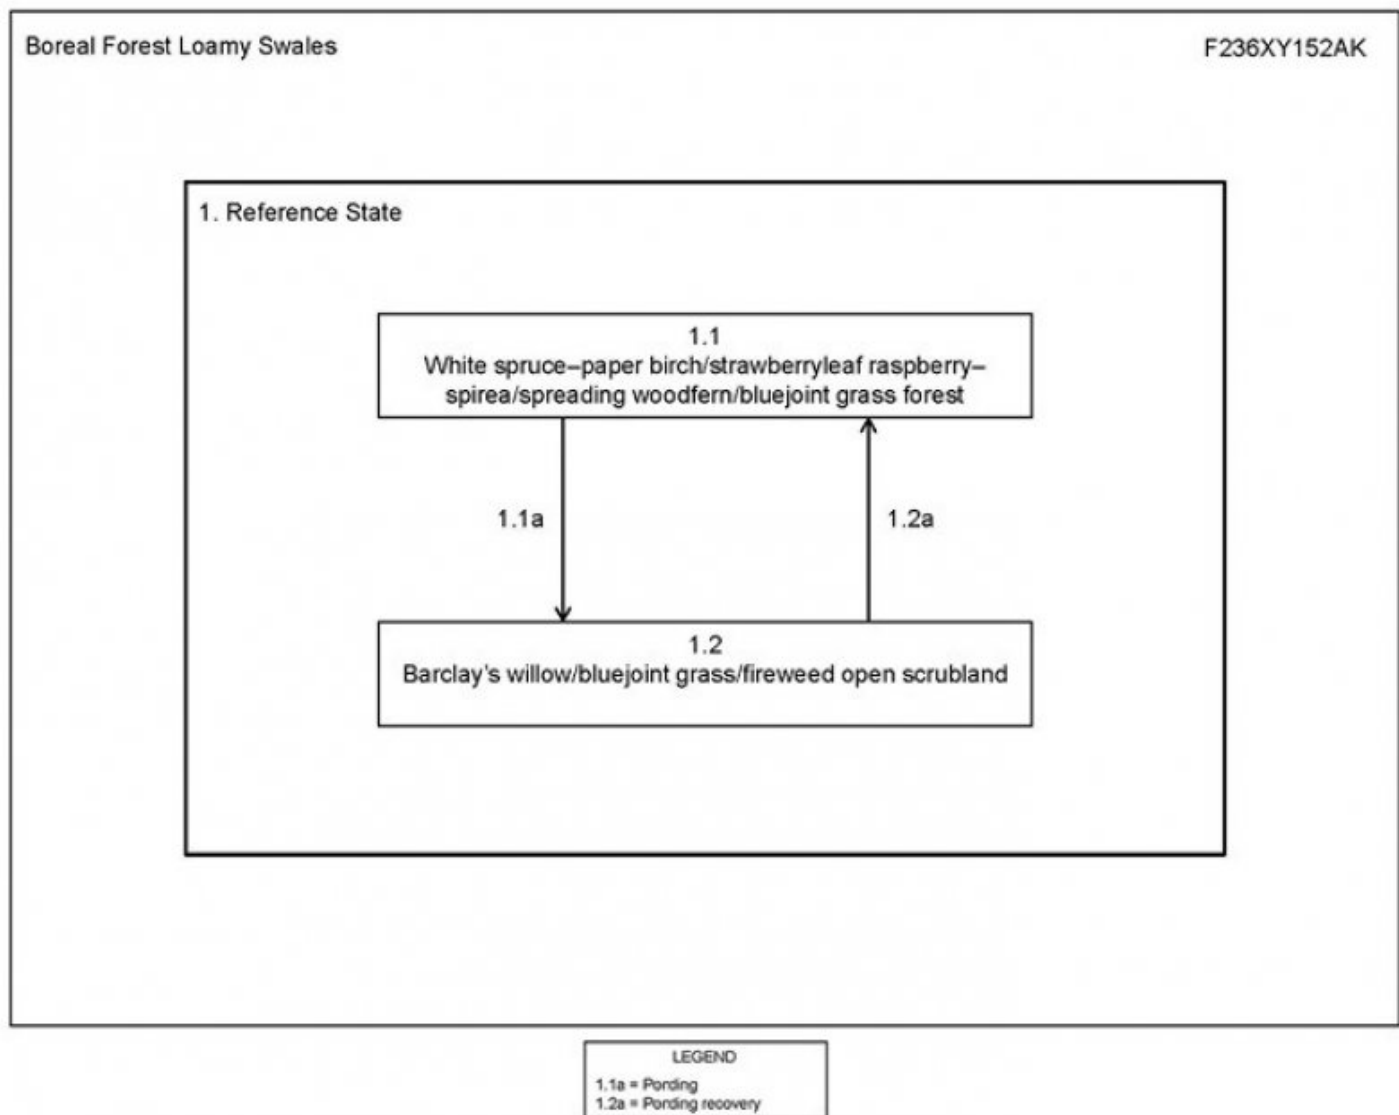 Boreal Forest Loamy Swales
F236XY152AK
1. Reference State
1.1
White spruce–paper birch/strawberryleaf raspberry–
spirea/spreading woodfern/bluejoint grass forest
1.1a
1.2a
1.2
Barclay's willow/bluejoint grass/fireweed open scrubland
LEGEND
1.1a = Ponding
1.2a = Ponding recovery